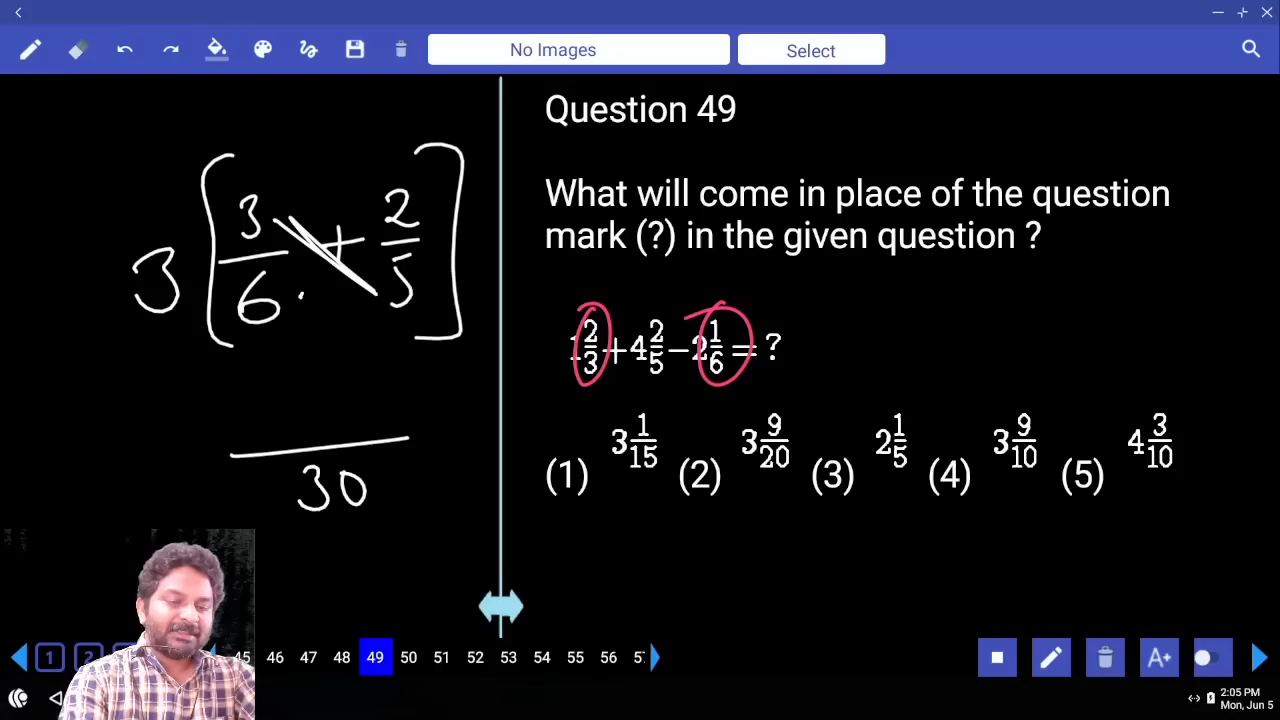 No Images Select
3 [ 3/6 + 2/5 ]
30
Question 49
What will come in place of the question
mark (?) in the given question ?
1 2/3 + 4 2/5 − 2 1/6 = ?
(1) 3 1/15 (2) 3 9/20 (3) 2 1/5 (4) 3 9/10 (5) 4 3/10
1 2 45 46 47 48 49 50 51 52 53 54 55 56
A+
2:05 PM
Mon, Jun 5